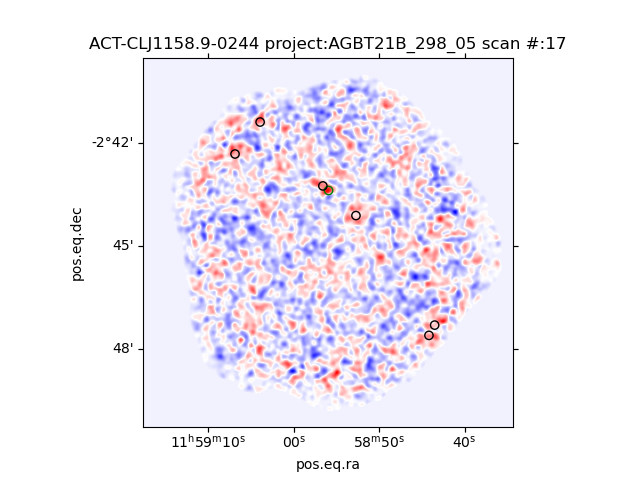 ACT-CLJ1158.9-0244 project:AGBT21B_298_05 scan #:17
-2°42'
45'
48'
pos.eq.dec
11ʰ59ᵐ10ˢ 00ˢ 58ᵐ50ˢ 40ˢ
pos.eq.ra